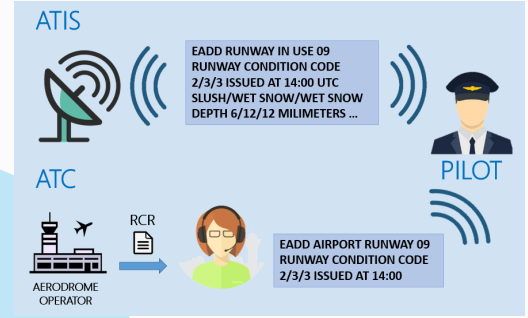 ATIS
EADD RUNWAY IN USE 09
RUNWAY CONDITION CODE
2/3/3 ISSUED AT 14:00 UTC
SLUSH/WET SNOW/WET SNOW
DEPTH 6/12/12 MILIMETERS ...
PILOT
ATC
RCR
AERODROME
OPERATOR
EADD AIRPORT RUNWAY 09
RUNWAY CONDITION CODE
2/3/3 ISSUED AT 14:00